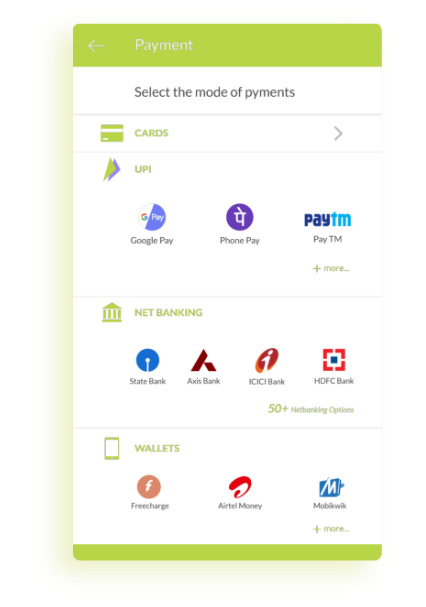 Payment
Select the mode of pyments
CARDS
UPI
G Pay पे Paytm
Google Pay Phone Pay Pay TM
+ more...
NET BANKING
State Bank Axis Bank ICICI Bank HDFC Bank
50+ Netbanking Options
WALLETS
f M
Freecharge Airtel Money Mobikwik
+ more...